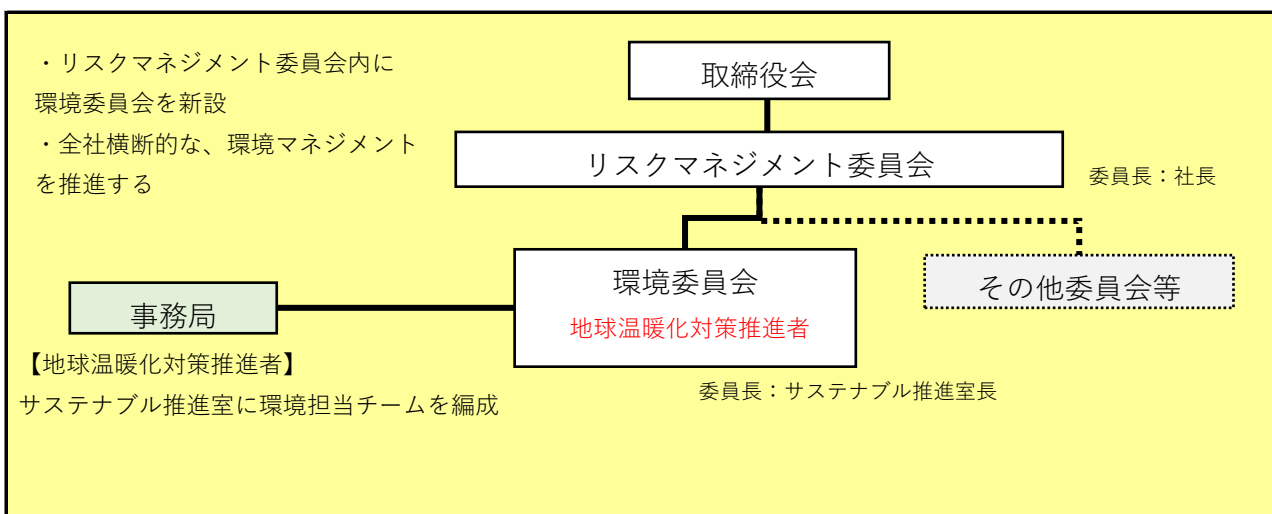 ・リスクマネジメント委員会内に
環境委員会を新設
・全社横断的な、環境マネジメント
を推進する
取締役会
リスクマネジメント委員会
委員長：社長
環境委員会
地球温暖化対策推進者
その他委員会等
事務局
【地球温暖化対策推進者】
サステナブル推進室に環境担当チームを編成
委員長：サステナブル推進室長